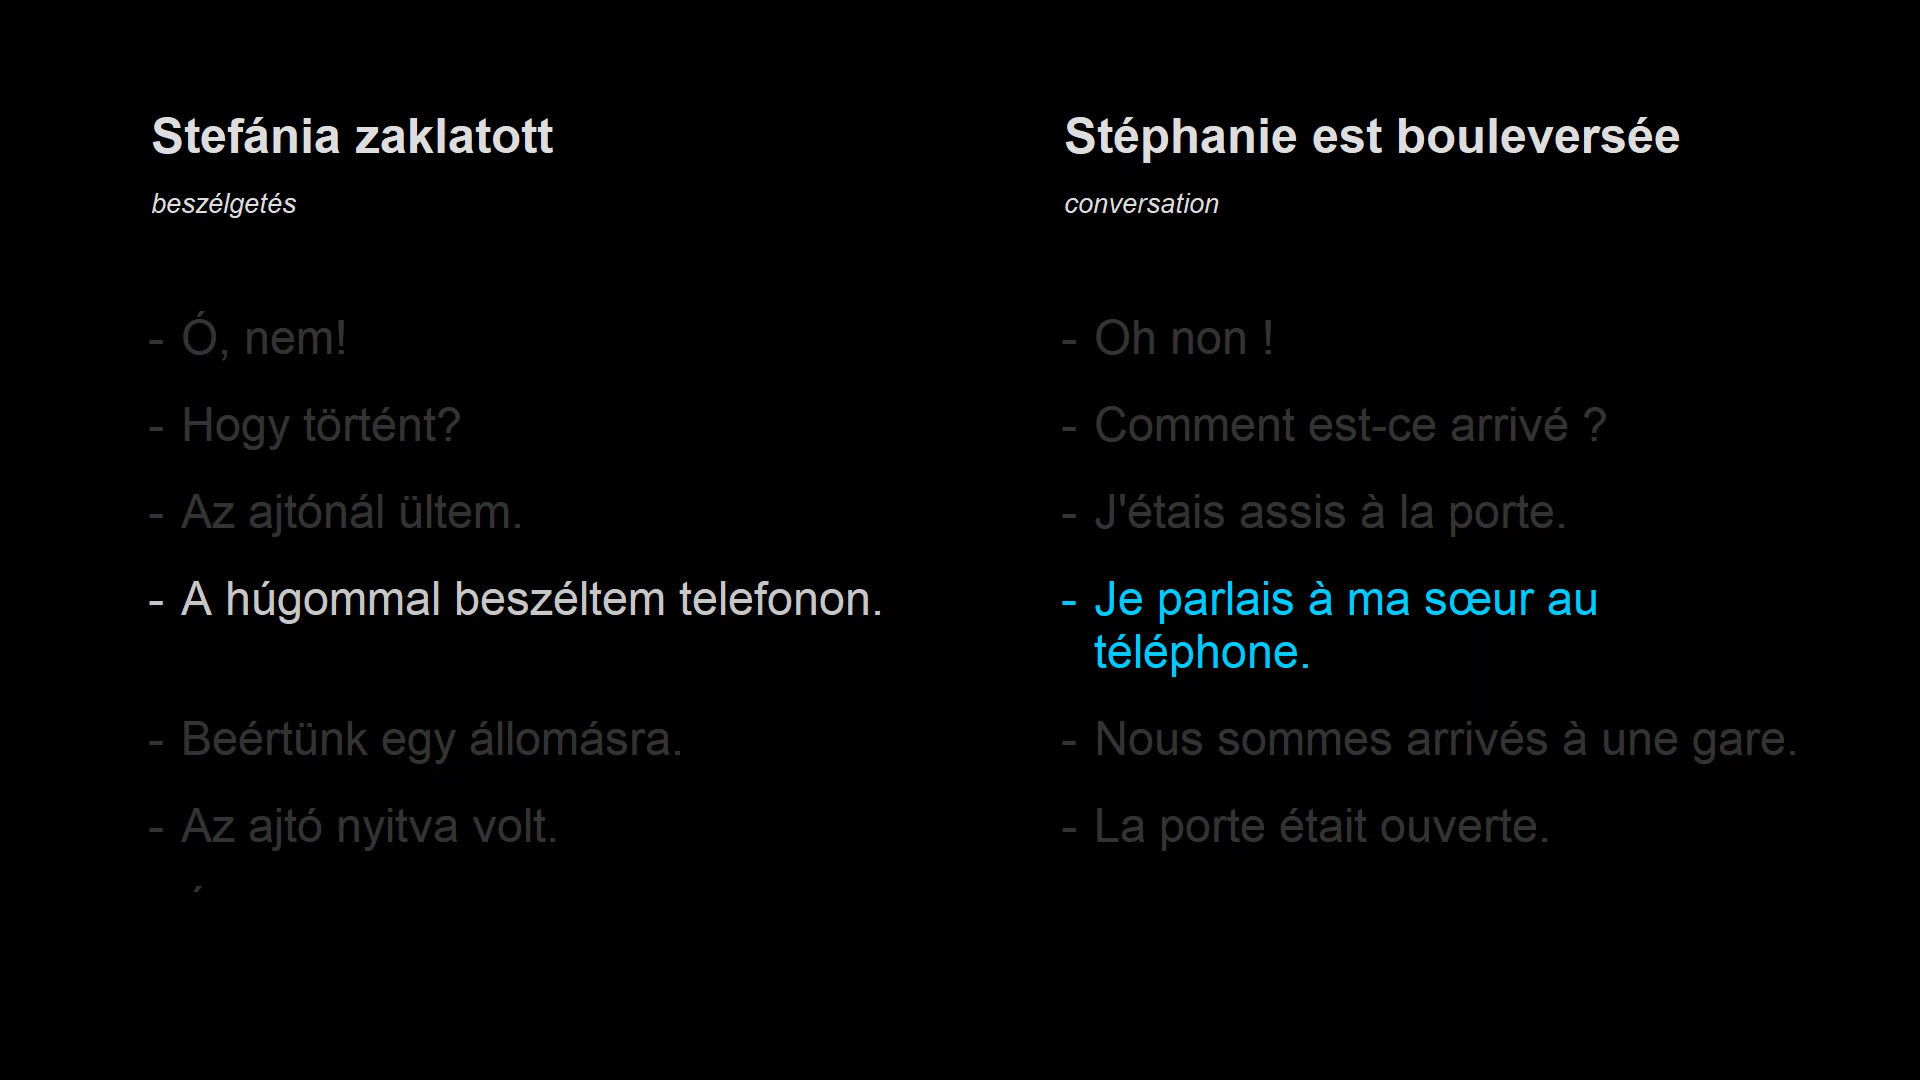 Stefánia zaklatott
beszélgetés
- Ó, nem!
- Hogy történt?
- Az ajtónál ültem.
- A húgommal beszéltem telefonon.
- Beértünk egy állomásra.
- Az ajtó nyitva volt.
Stéphanie est bouleversée
conversation
- Oh non !
- Comment est-ce arrivé ?
- J'étais assis à la porte.
- Je parlais à ma sœur au
téléphone.
- Nous sommes arrivés à une gare.
- La porte était ouverte.